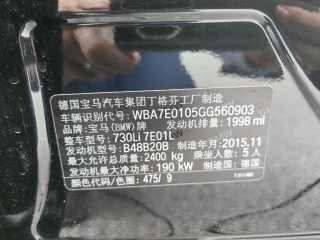 德国宝马汽车集团丁格芬工厂制造
车辆识别代号: WBA7E0105GG560903
品牌: 宝马(BMW)牌 发动机排量: 1998 ml
整车型号: 730Li 7E01L
发动机型号: B48B20B 制造年月: 2015.11
最大允许总质量: 2400 kg 乘坐人数: 5 人
发动机最大净功率: 190 kW 制造国: 德国
颜色代码/色圈: 475/ 9